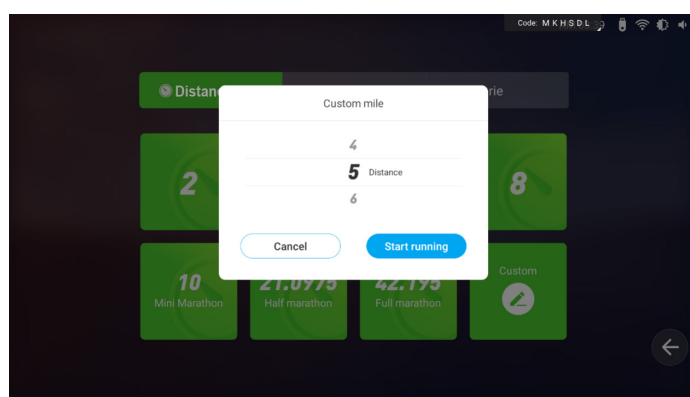 Code: M K H S D L
Distan
rie
Custom mile
4
5 Distance
6
2
8
Cancel
Start running
10
Mini Marathon
21.0975
Half marathon
42.195
Full marathon
Custom